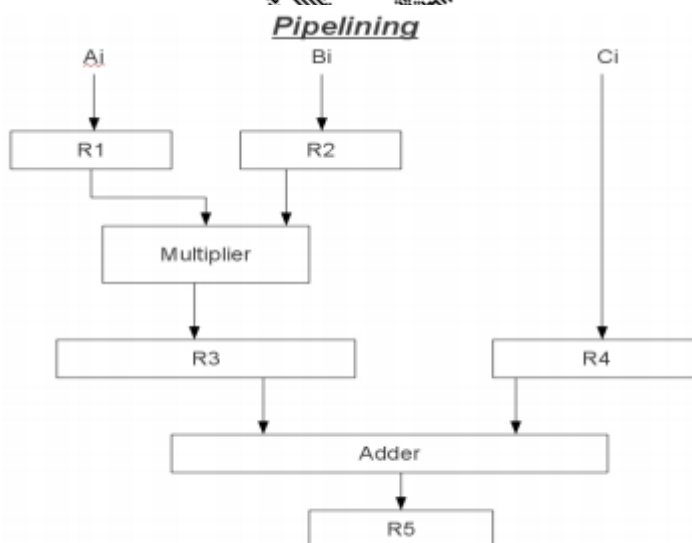 Pipelining
Ai Bi Ci
R1 R2
Multiplier
R3 R4
Adder
R5